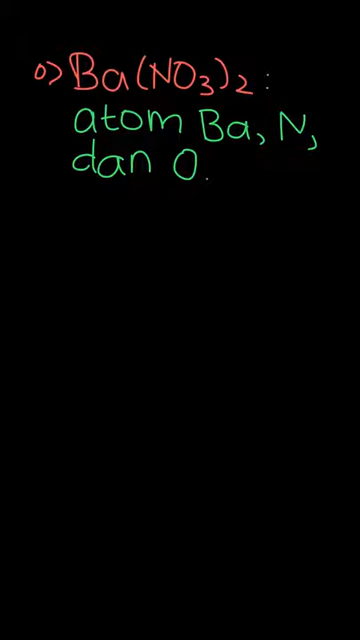 o) Ba(NO₃)₂ :
atom Ba, N,
dan O.